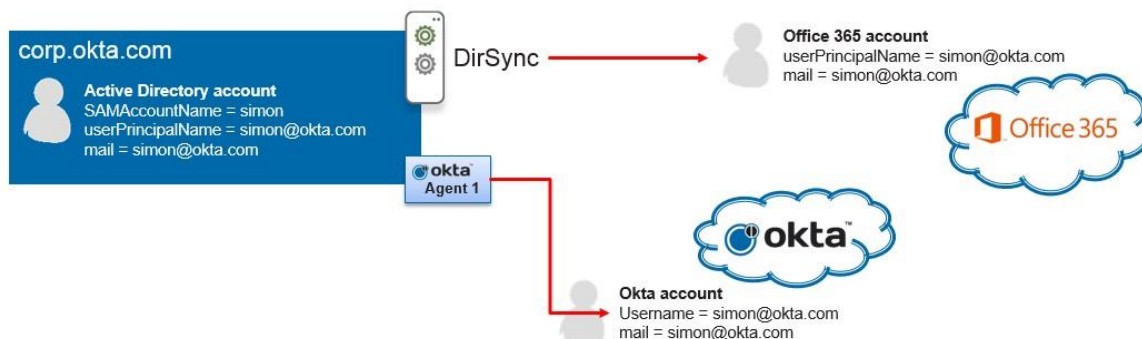 corp.okta.com
Active Directory account
SAMAccountName = simon
userPrincipalName = simon@okta.com
mail = simon@okta.com
DirSync
okta
Agent 1
Office 365 account
userPrincipalName = simon@okta.com
mail = simon@okta.com
Office 365
okta™
Okta account
Username = simon@okta.com
mail = simon@okta.com